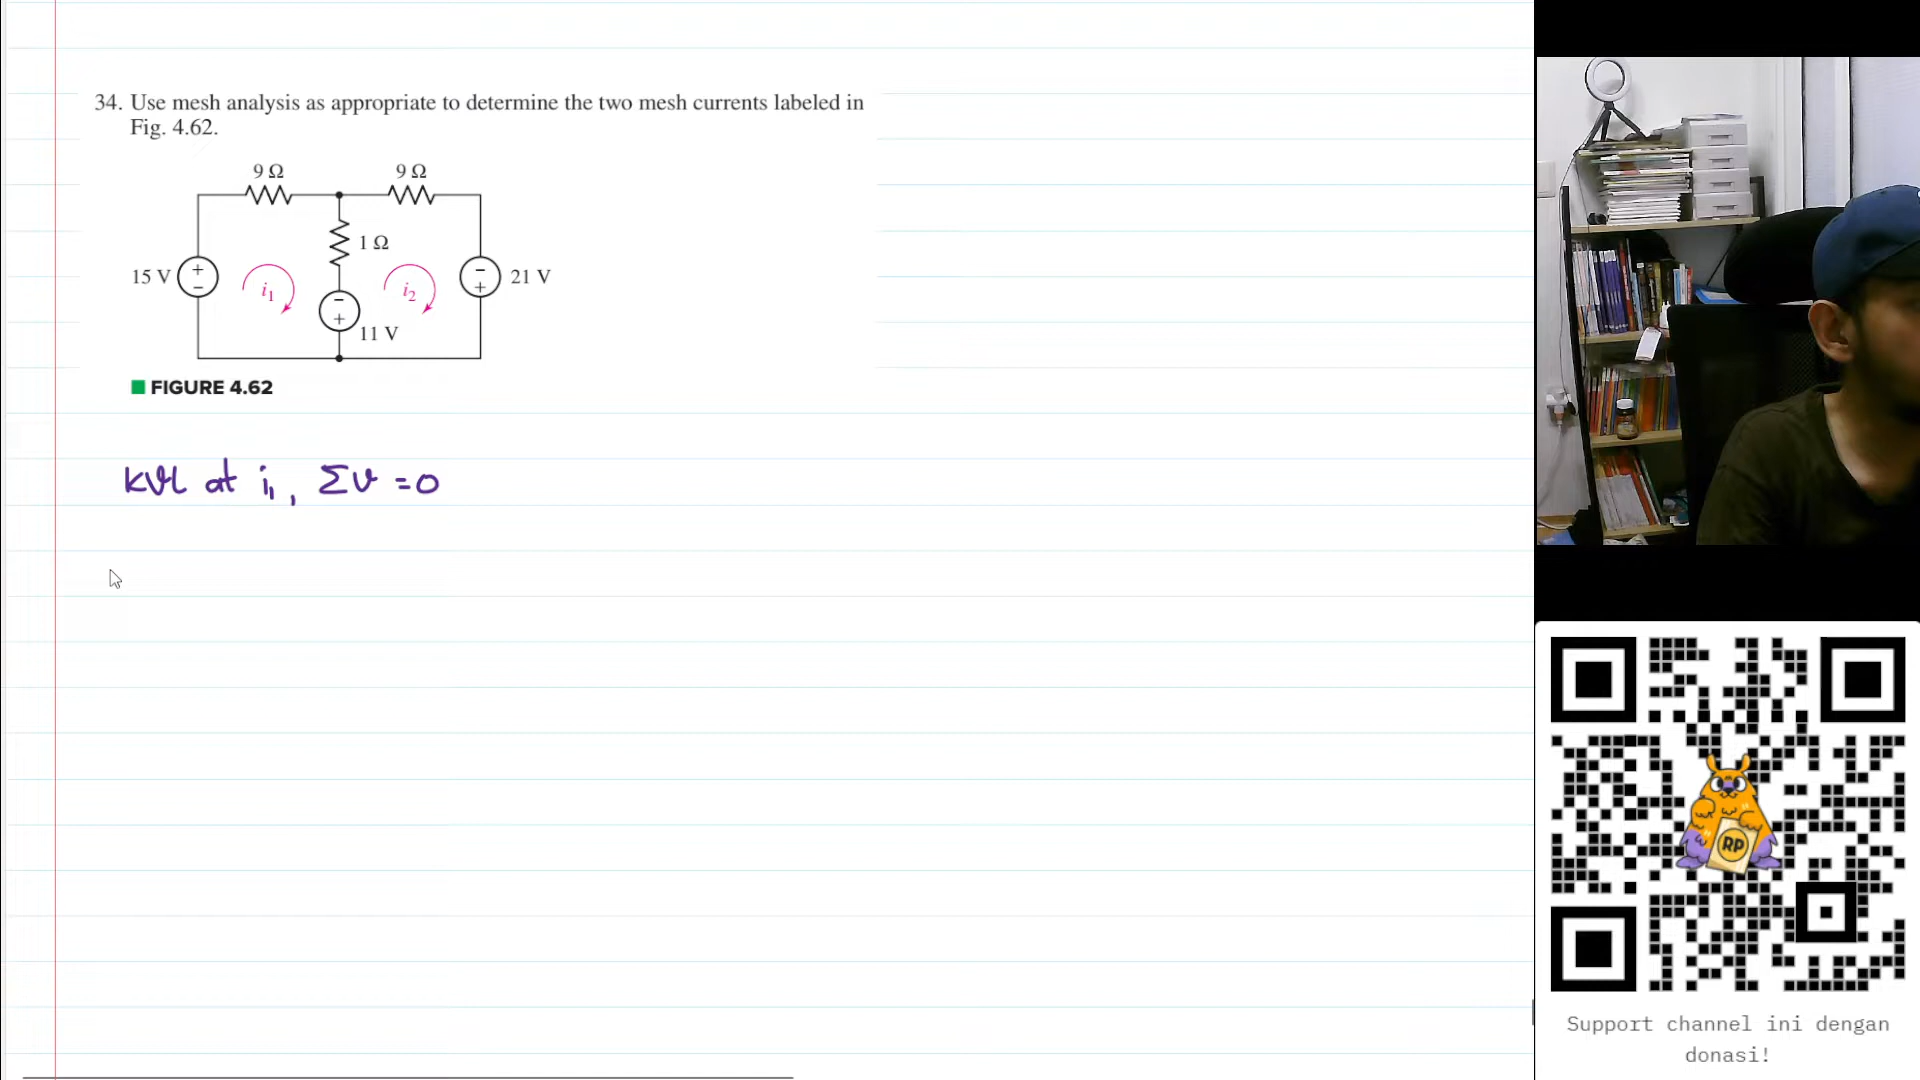 34. Use mesh analysis as appropriate to determine the two mesh currents labeled in
Fig. 4.62.
9 Ω
9 Ω
1 Ω
15 V
+
−
i1
i2
−
+
21 V
−
+
11 V
FIGURE 4.62
KVL at i1, Σv = 0
RP
Support channel ini dengan
donasi!